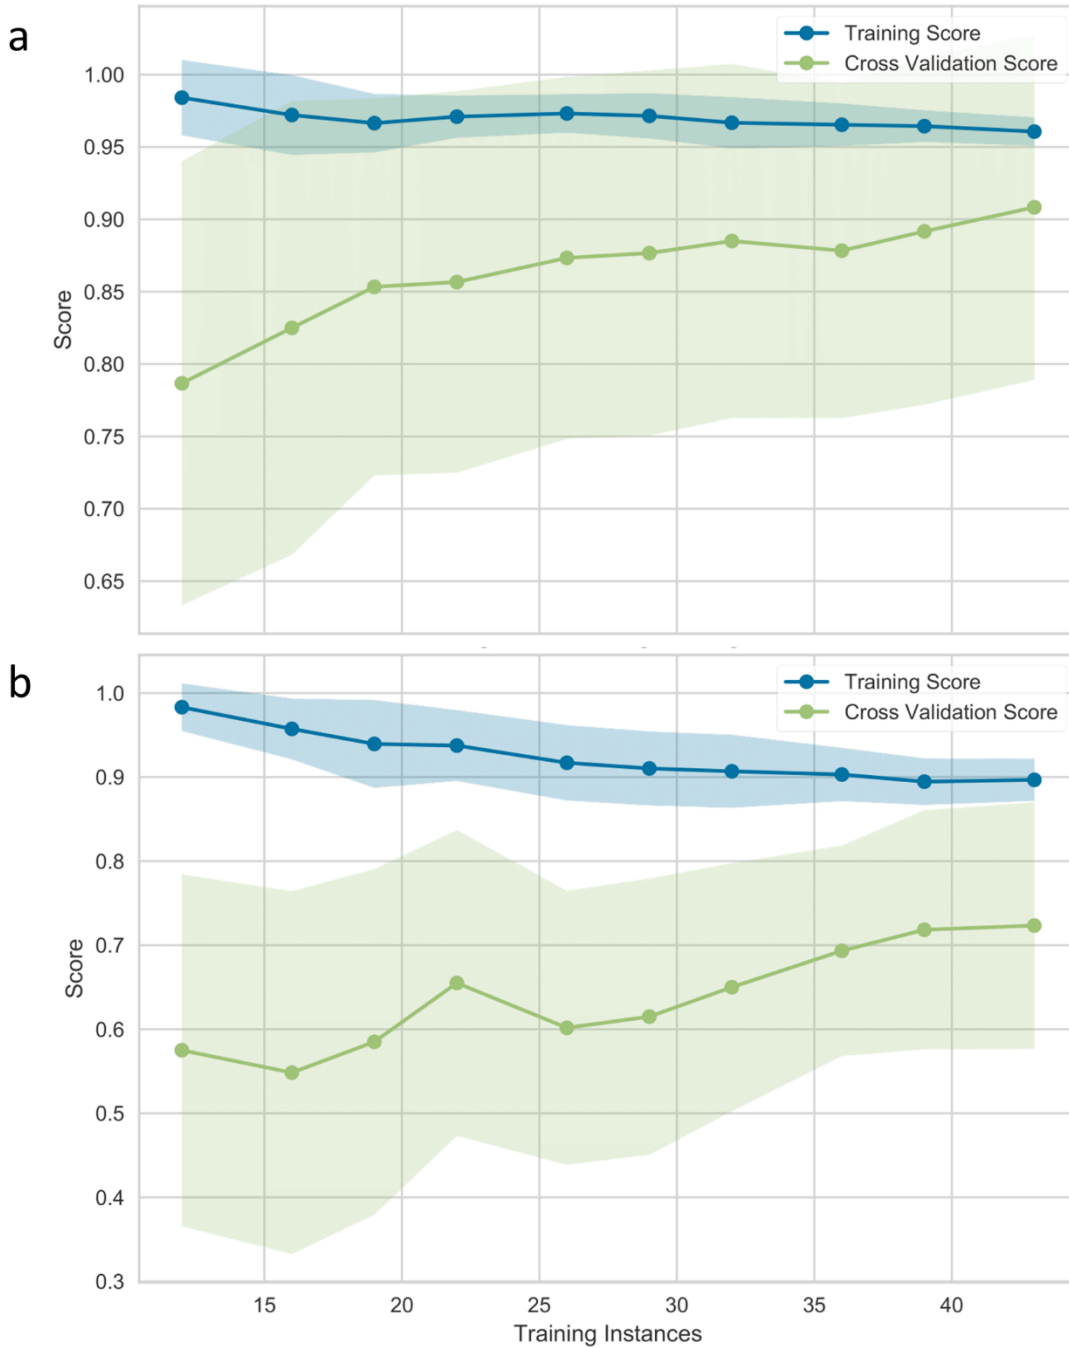 a
Training Score
Cross Validation Score
1.00
0.95
0.90
0.85
0.80
0.75
0.70
0.65
Score
b
Training Score
Cross Validation Score
1.0
0.9
0.8
0.7
0.6
0.5
0.4
0.3
Score
15 20 25 30 35 40
Training Instances